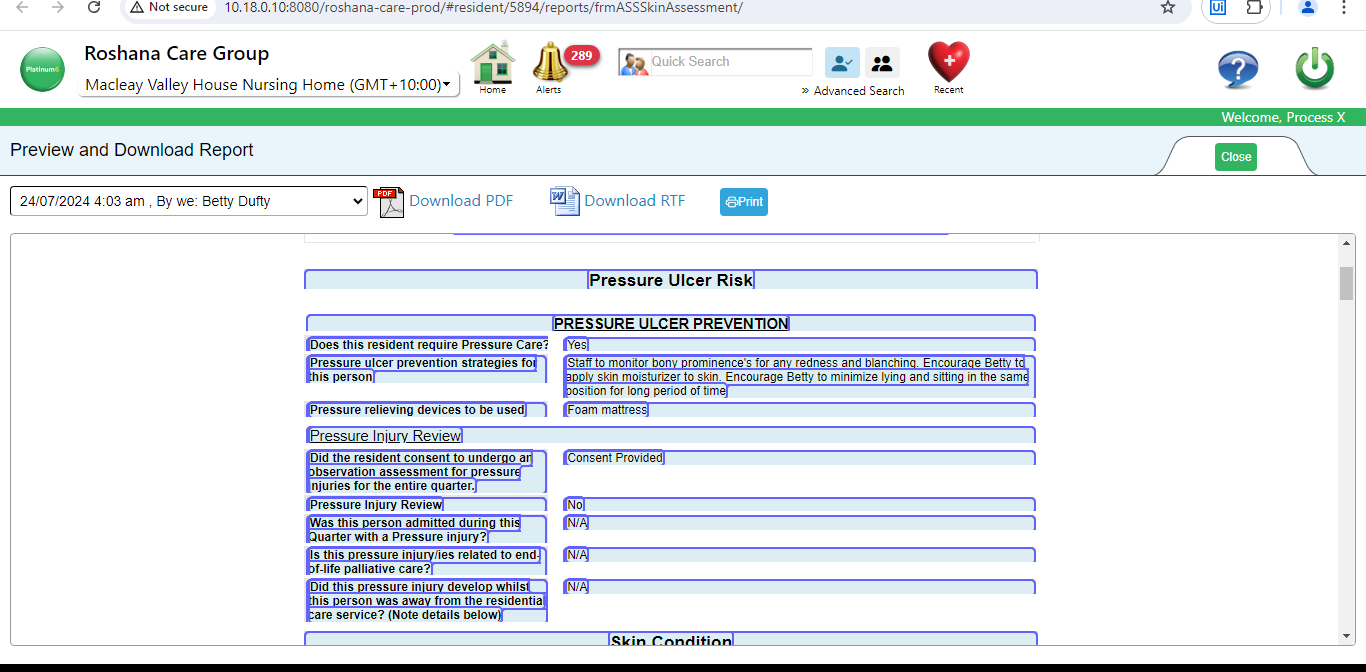 Not secure
10.18.0.10:8080/roshana-care-prod/#resident/5894/reports/frmASSSkinAssessment/
Ui
Platinum6
Roshana Care Group
Macleay Valley House Nursing Home (GMT+10:00)
Home
289
Alerts
Quick Search
» Advanced Search
Recent
?
Welcome, Process X
Preview and Download Report
Close
24/07/2024 4:03 am , By we: Betty Dufty
PDF
Download PDF
W
Download RTF
Print
Pressure Ulcer Risk
PRESSURE ULCER PREVENTION
Does this resident require Pressure Care?
Yes
Pressure ulcer prevention strategies for
this person
Staff to monitor bony prominence's for any redness and blanching. Encourage Betty to
apply skin moisturizer to skin. Encourage Betty to minimize lying and sitting in the same
position for long period of time
Pressure relieving devices to be used
Foam mattress
Pressure Injury Review
Did the resident consent to undergo an
observation assessment for pressure
injuries for the entire quarter.
Consent Provided
Pressure Injury Review
No
Was this person admitted during this
Quarter with a Pressure injury?
N/A
Is this pressure injury/ies related to end-
of-life palliative care?
N/A
Did this pressure injury develop whilst
this person was away from the residential
care service? (Note details below)
N/A
Skin Condition